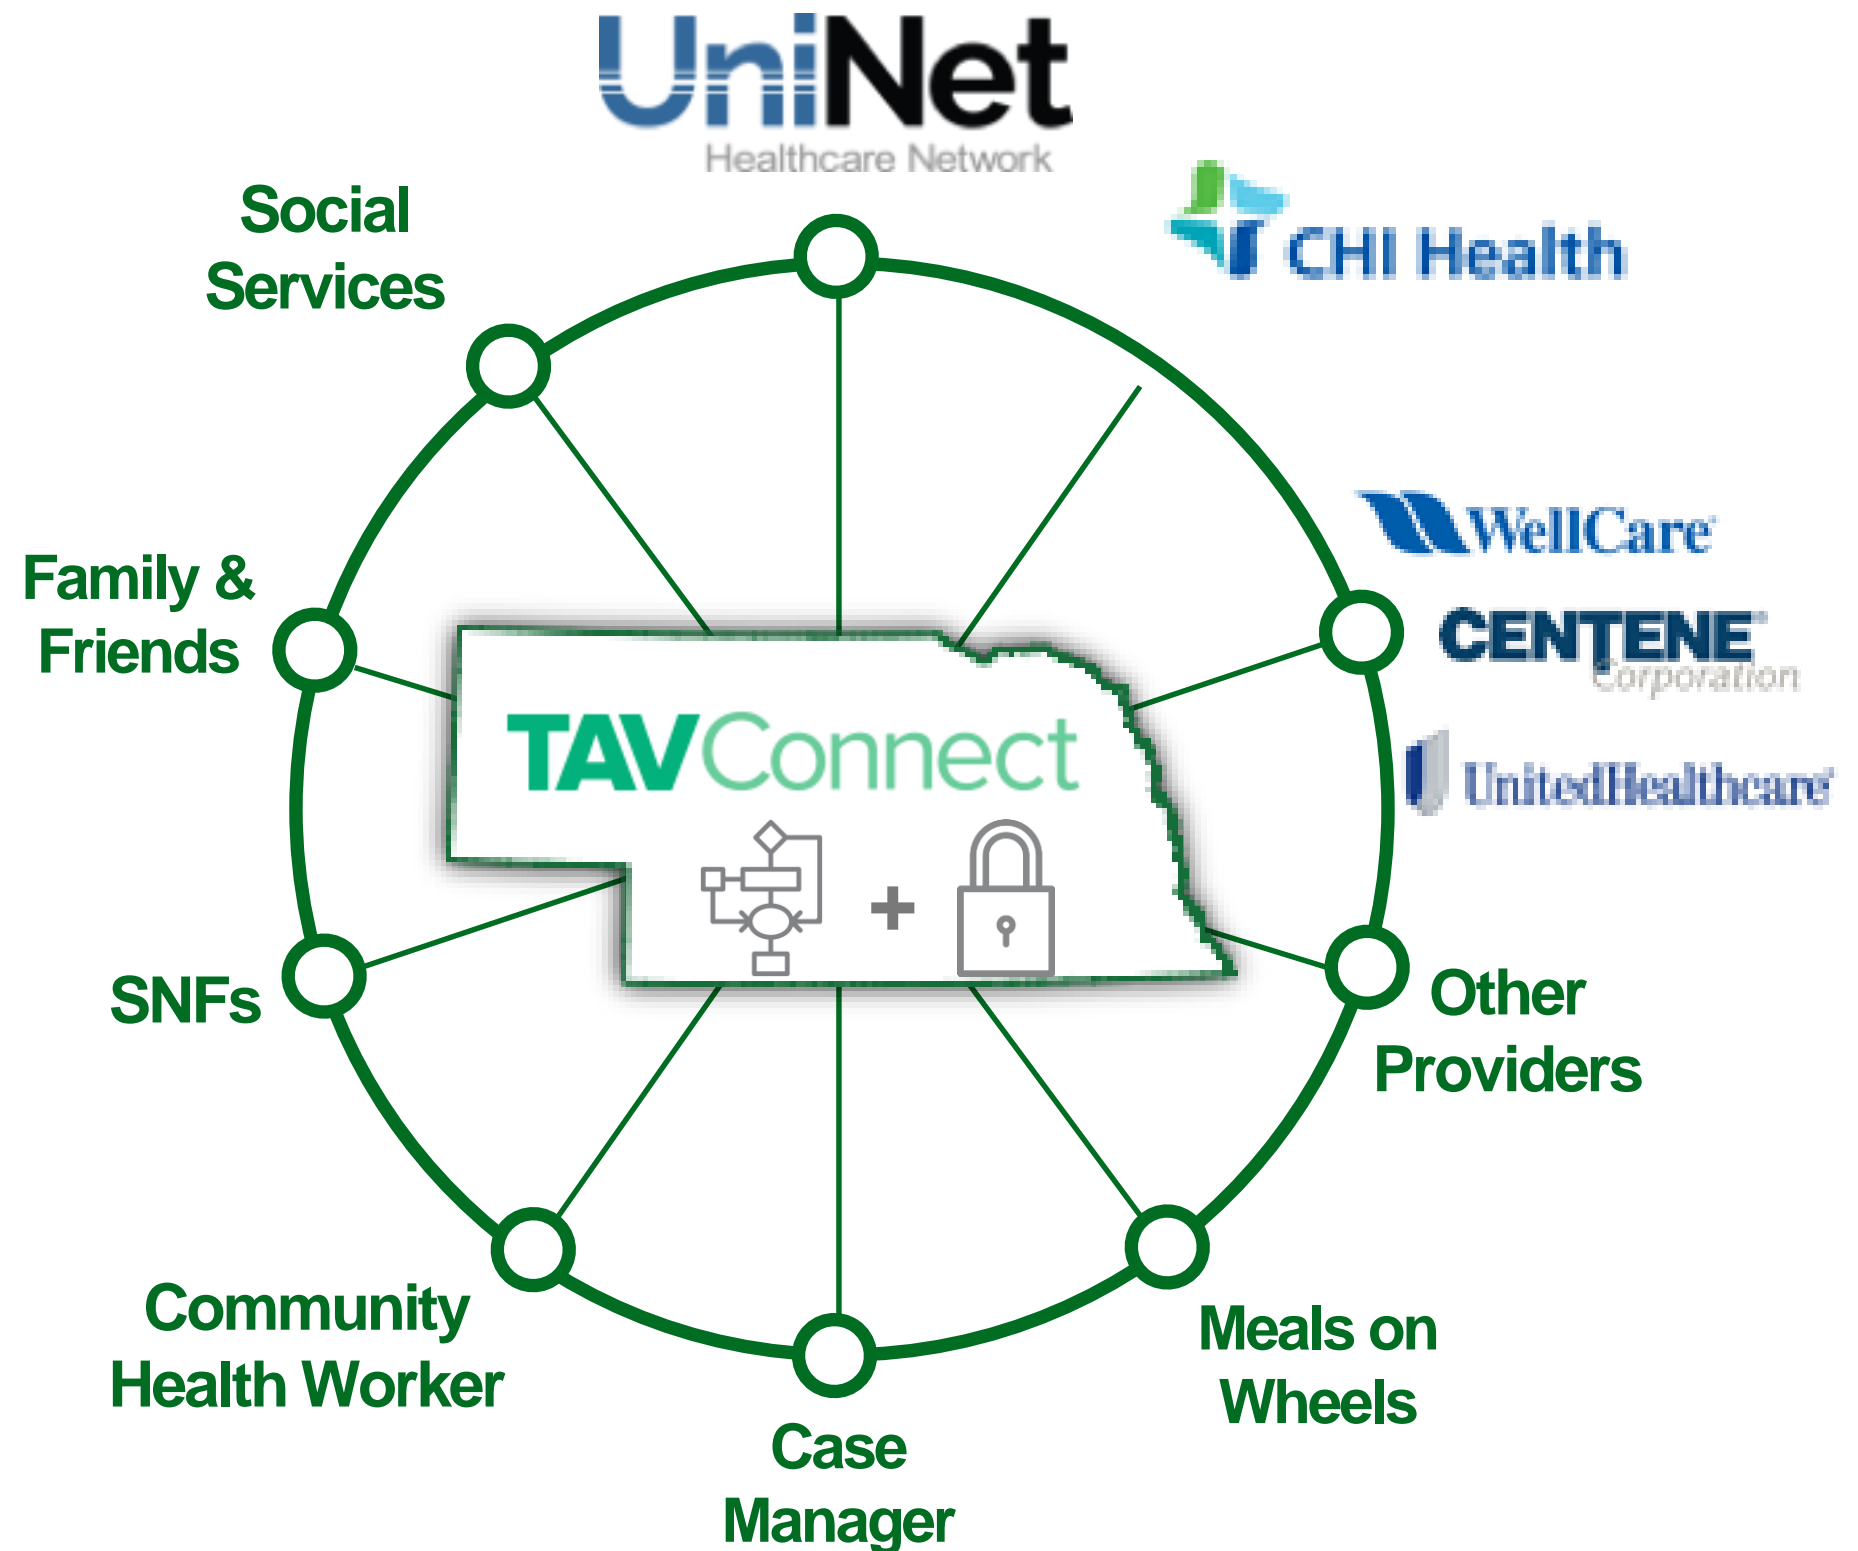 UniNet
Healthcare Network
CHI Health
Social
Services
WellCare
Family &
Friends
CENTENE
Corporation
TAVConnect
UnitedHealthcare
+
SNFs
Other
Providers
Community
Health Worker
Meals on
Wheels
Case
Manager